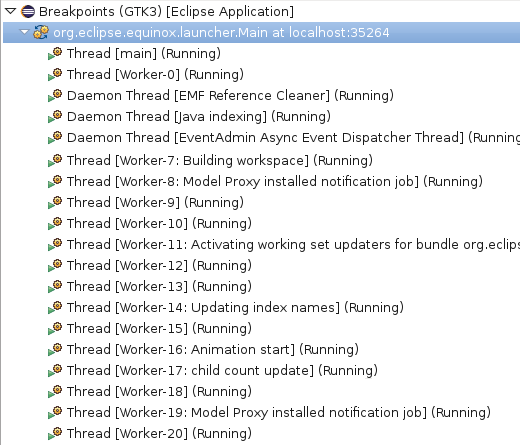 Breakpoints (GTK3) [Eclipse Application]
org.eclipse.equinox.launcher.Main at localhost:35264
Thread [main] (Running)
Thread [Worker-0] (Running)
Daemon Thread [EMF Reference Cleaner] (Running)
Daemon Thread [Java indexing] (Running)
Daemon Thread [EventAdmin Async Event Dispatcher Thread] (Running
Thread [Worker-7: Building workspace] (Running)
Thread [Worker-8: Model Proxy installed notification job] (Running)
Thread [Worker-9] (Running)
Thread [Worker-10] (Running)
Thread [Worker-11: Activating working set updaters for bundle org.eclips
Thread [Worker-12] (Running)
Thread [Worker-13] (Running)
Thread [Worker-14: Updating index names] (Running)
Thread [Worker-15] (Running)
Thread [Worker-16: Animation start] (Running)
Thread [Worker-17: child count update] (Running)
Thread [Worker-18] (Running)
Thread [Worker-19: Model Proxy installed notification job] (Running)
Thread [Worker-20] (Running)